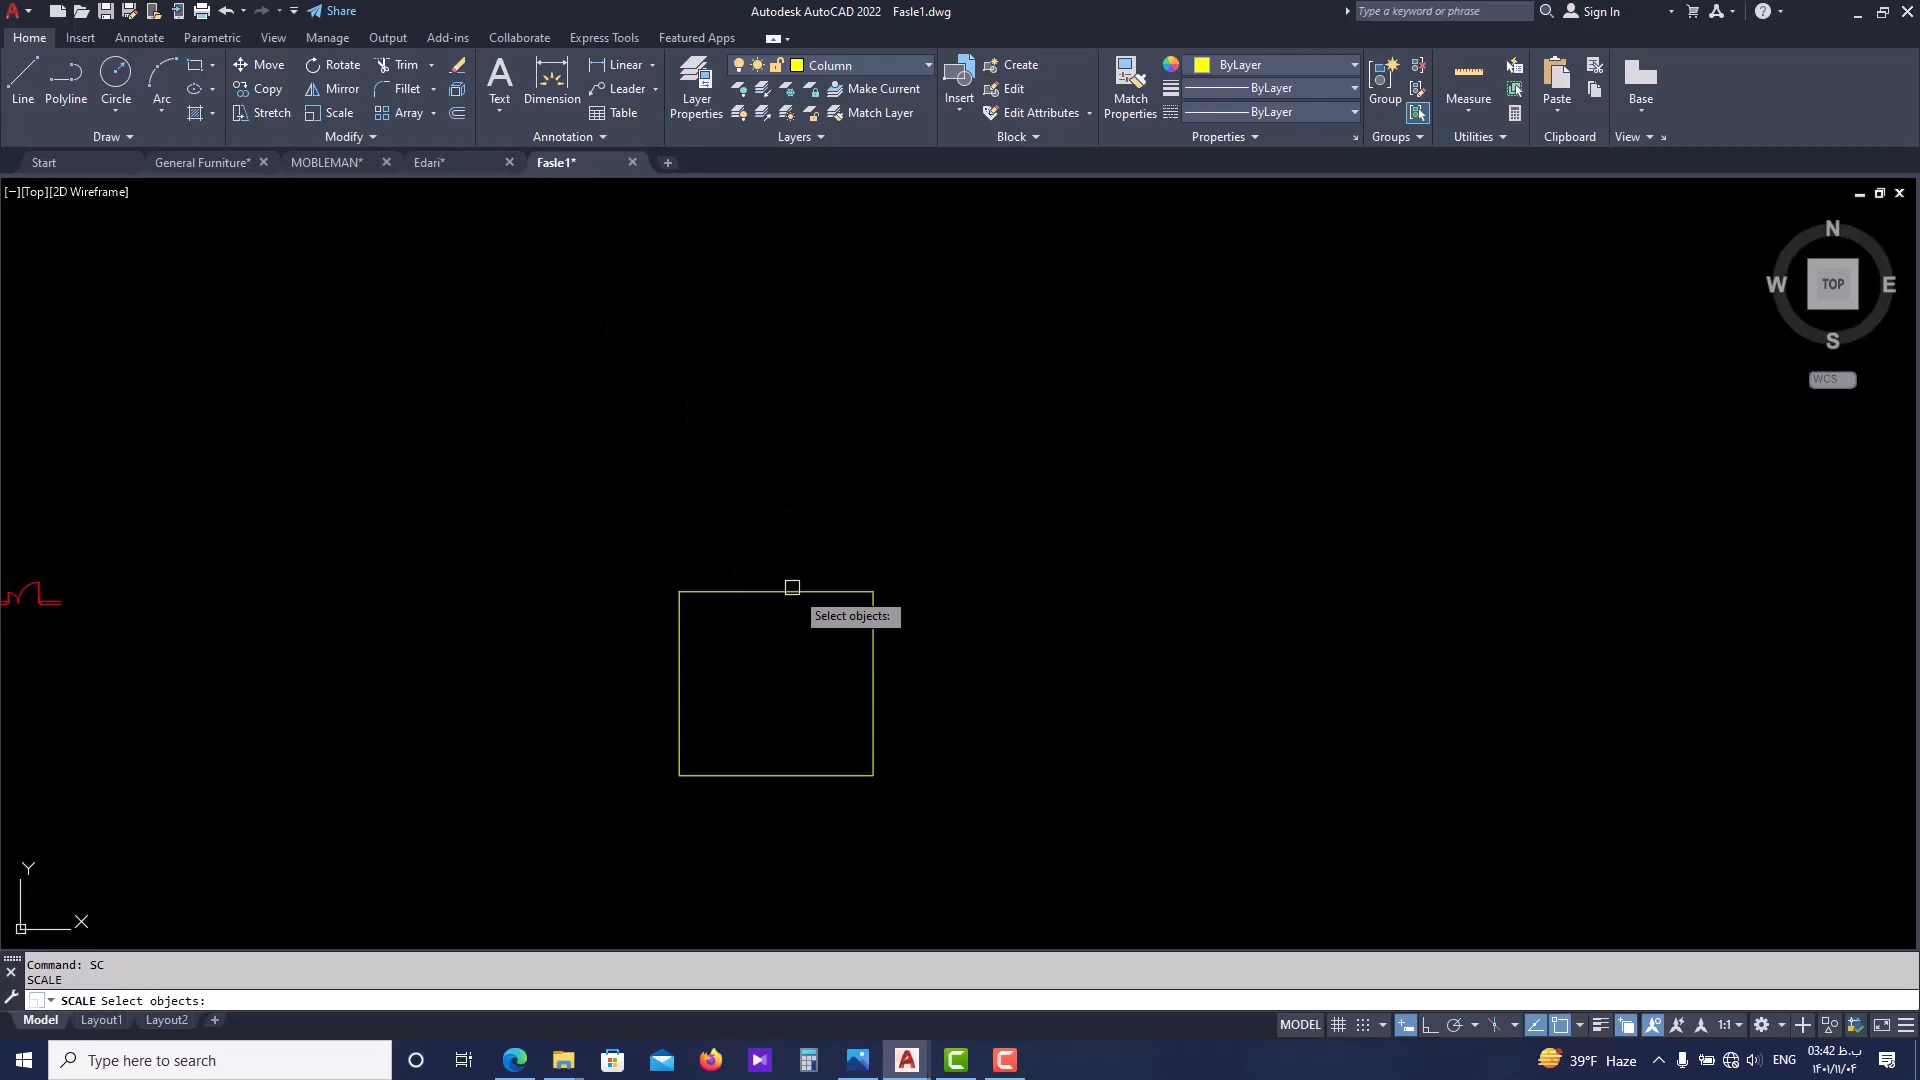 Share
Autodesk AutoCAD 2022 Fasle1.dwg
Type a keyword or phrase
Sign In
Home Insert Annotate Parametric View Manage Output Add-ins Collaborate Express Tools Featured Apps
Line Polyline Circle Arc
Move Rotate Trim
Copy Mirror Fillet
Stretch Scale Array
Text Dimension
Linear
Leader
Table
Layer Properties
Column
Make Current
Match Layer
Insert
Create
Edit
Edit Attributes
Match Properties
ByLayer
ByLayer
ByLayer
Group
Measure
Paste
Base
Draw Modify Annotation Layers Block Properties Groups Utilities Clipboard View
Start General Furniture* MOBLEMAN* Edari* Fasle1*
[−][Top][2D Wireframe]
N
W TOP E
S
WCS
Select objects:
Y
X
Command: SC
SCALE
SCALE Select objects:
Model Layout1 Layout2
MODEL 1:1
Type here to search
39°F Haze
ENG
03:42 ب.ظ
۱۴۰۱/۱۱/۰۴